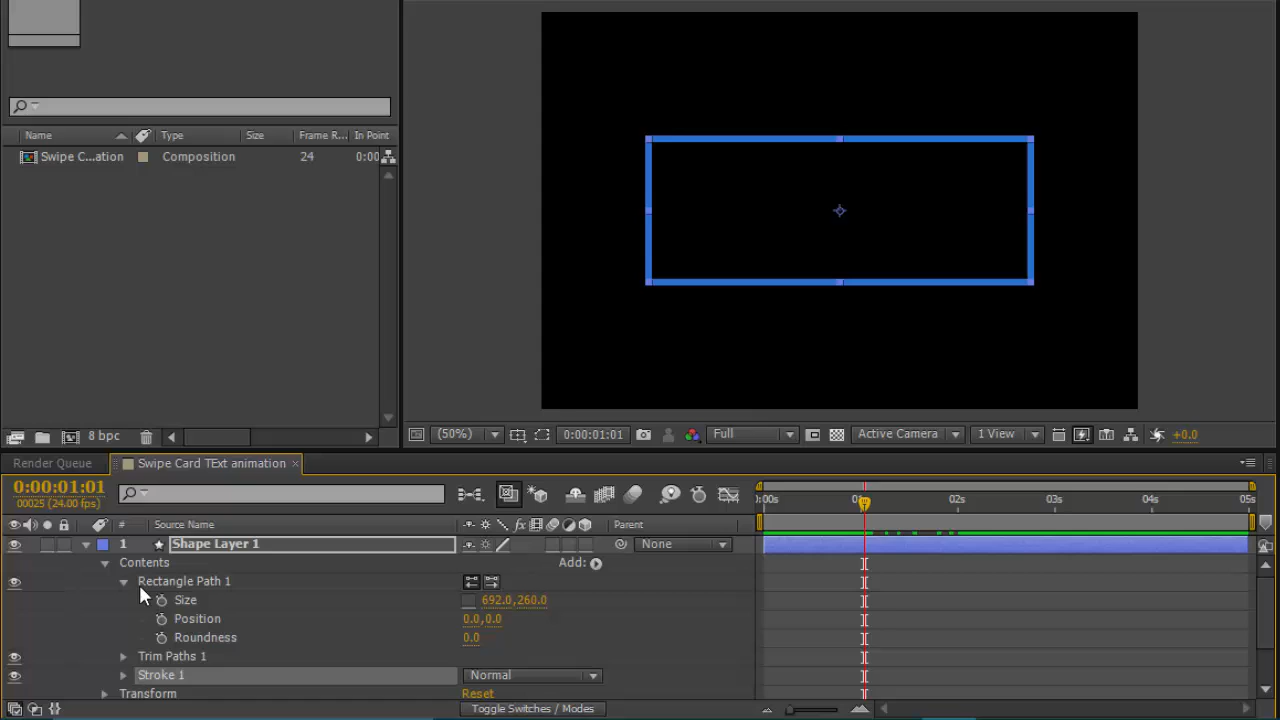 Name Type Size Frame R... In Point
Swipe C...ation Composition 24 0:00
8 bpc
(50%) 0:00:01:01 Full Active Camera 1 View +0.0
Render Queue Swipe Card TExt animation ×
0:00:01:01
00025 (24.00 fps)
:00s 02s 03s 04s 05s
# Source Name fx Parent
1 Shape Layer 1 None
Contents Add:
Rectangle Path 1
Size 692.0,260.0
Position 0.0,0.0
Roundness 0.0
Trim Paths 1
Stroke 1 Normal
Transform Reset
Toggle Switches / Modes